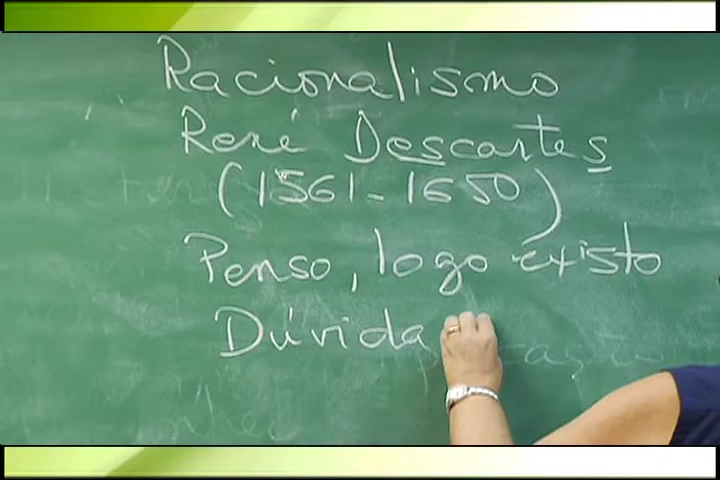 Racionalismo
René Descartes
(1561-1650)
Penso, logo existo
Dúvida